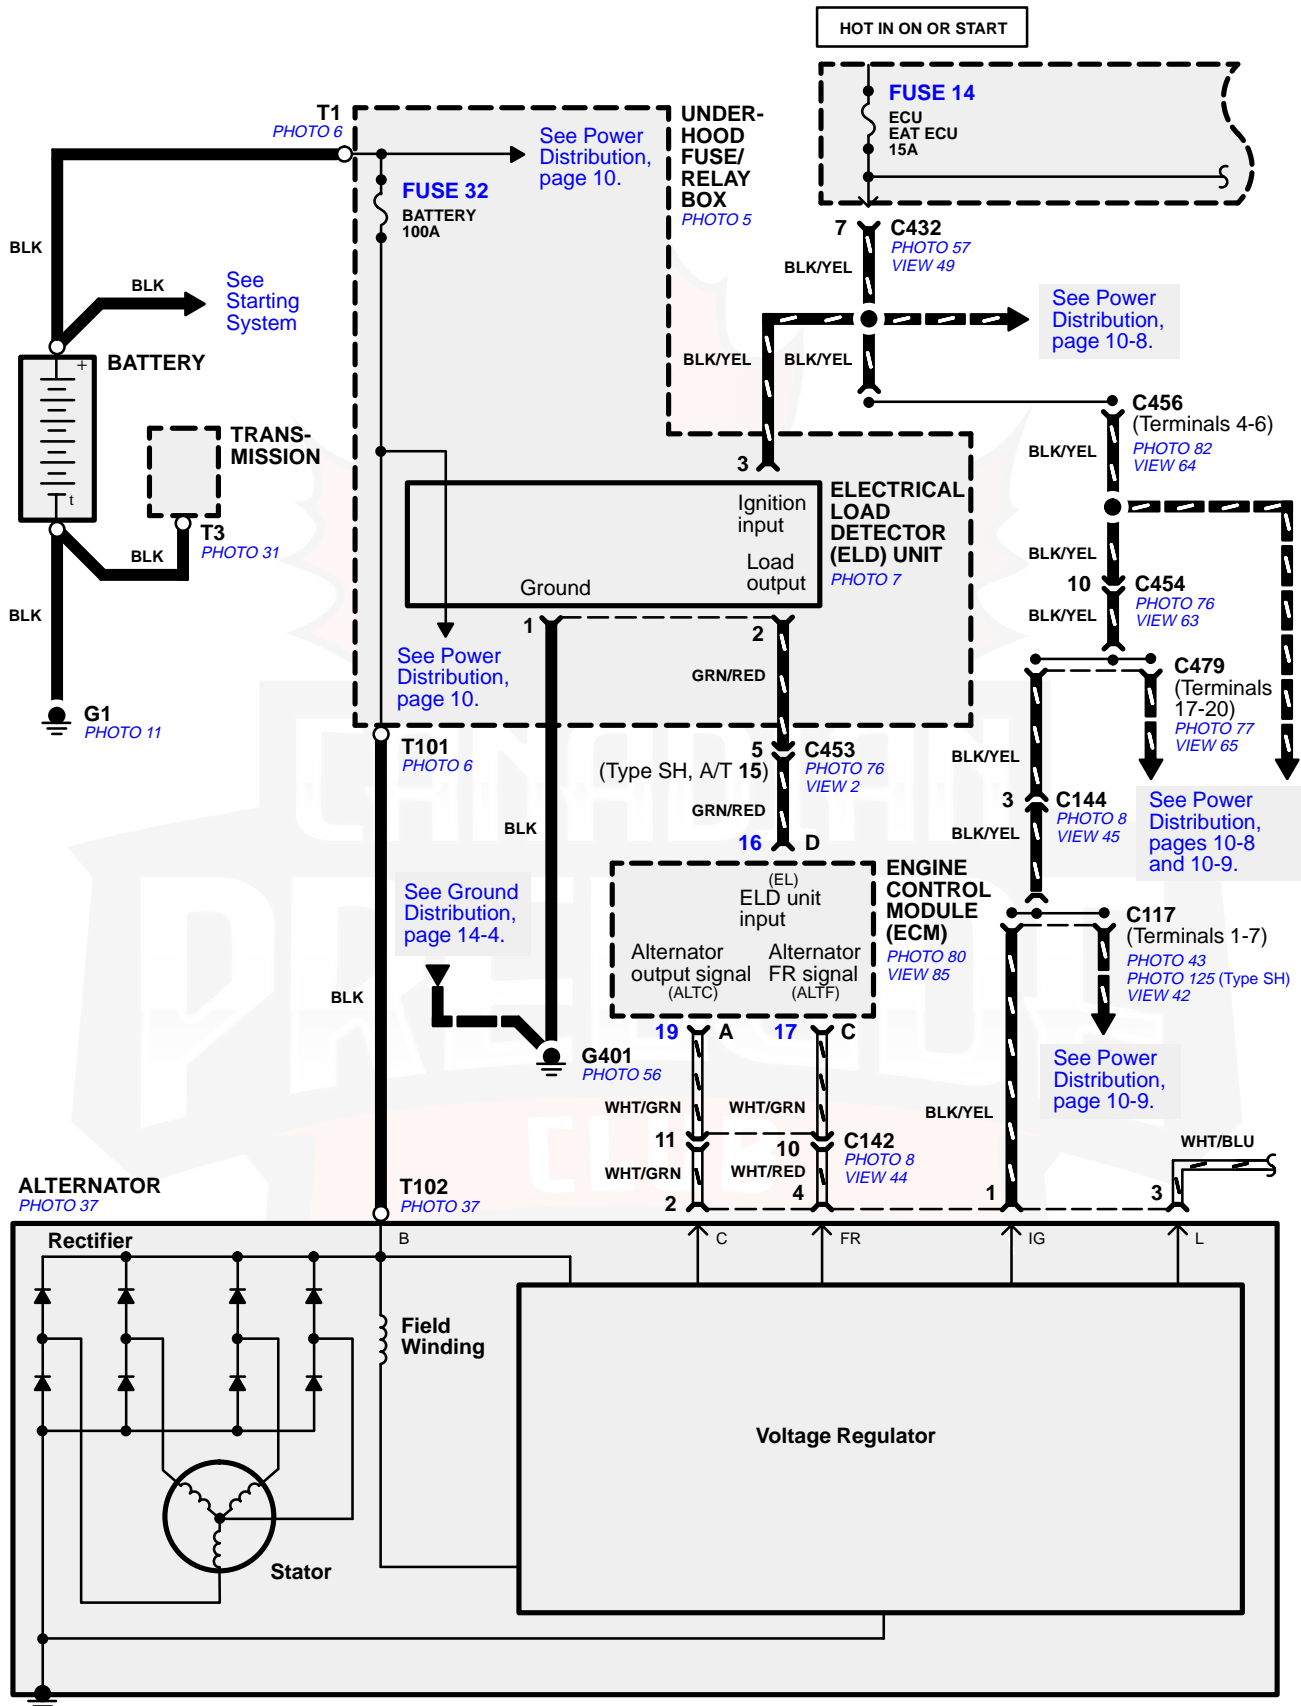 HOT IN ON OR START
FUSE 14
ECU
EAT ECU
15A
T1
PHOTO 6
See Power
Distribution,
page 10.
UNDER-
HOOD
FUSE/
RELAY
BOX
PHOTO 5
FUSE 32
BATTERY
100A
7
C432
PHOTO 57
VIEW 49
BLK
BLK
See
Starting
System
BLK/YEL
See Power
Distribution,
page 10-8.
BATTERY
+
t
BLK/YEL
BLK/YEL
C456
(Terminals 4-6)
PHOTO 82
VIEW 64
BLK/YEL
TRANS-
MISSION
T3
PHOTO 31
BLK
BLK
3
Ignition
input
Load
output
Ground
ELECTRICAL
LOAD
DETECTOR
(ELD) UNIT
PHOTO 7
BLK/YEL
10
C454
PHOTO 76
VIEW 63
BLK/YEL
1
2
See Power
Distribution,
page 10.
GRN/RED
C479
(Terminals
17-20)
PHOTO 77
VIEW 65
G1
PHOTO 11
T101
PHOTO 6
5
(Type SH, A/T 15)
C453
PHOTO 76
VIEW 2
BLK/YEL
3
C144
PHOTO 8
VIEW 45
BLK/YEL
See Power
Distribution,
pages 10-8
and 10-9.
BLK
GRN/RED
16
D
CANADIAN
PRELUDE
CLUB
See Ground
Distribution,
page 14-4.
(EL)
ELD unit
input
Alternator
output signal
(ALTC)
Alternator
FR signal
(ALTF)
ENGINE
CONTROL
MODULE
(ECM)
PHOTO 80
VIEW 85
C117
(Terminals 1-7)
PHOTO 43
PHOTO 125 (Type SH)
VIEW 42
BLK
19
A
17
C
G401
PHOTO 56
See Power
Distribution,
page 10-9.
WHT/GRN
WHT/GRN
BLK/YEL
11
10
C142
PHOTO 8
VIEW 44
WHT/BLU
WHT/GRN
WHT/RED
ALTERNATOR
PHOTO 37
T102
PHOTO 37
2
4
1
3
Rectifier
B
C
FR
IG
L
Field
Winding
Voltage Regulator
Stator